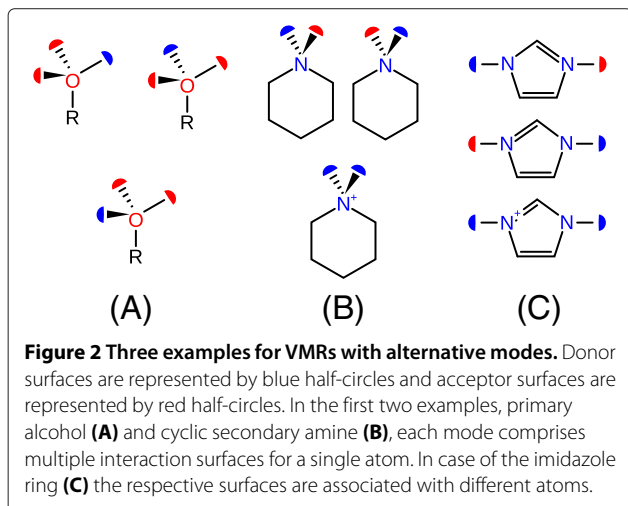 O O N N N N
R R
N N
O N+
R N+ N
(A) (B) (C)
Figure 2 Three examples for VMRs with alternative modes. Donor
surfaces are represented by blue half-circles and acceptor surfaces are
represented by red half-circles. In the first two examples, primary
alcohol (A) and cyclic secondary amine (B), each mode comprises
multiple interaction surfaces for a single atom. In case of the imidazole
ring (C) the respective surfaces are associated with different atoms.